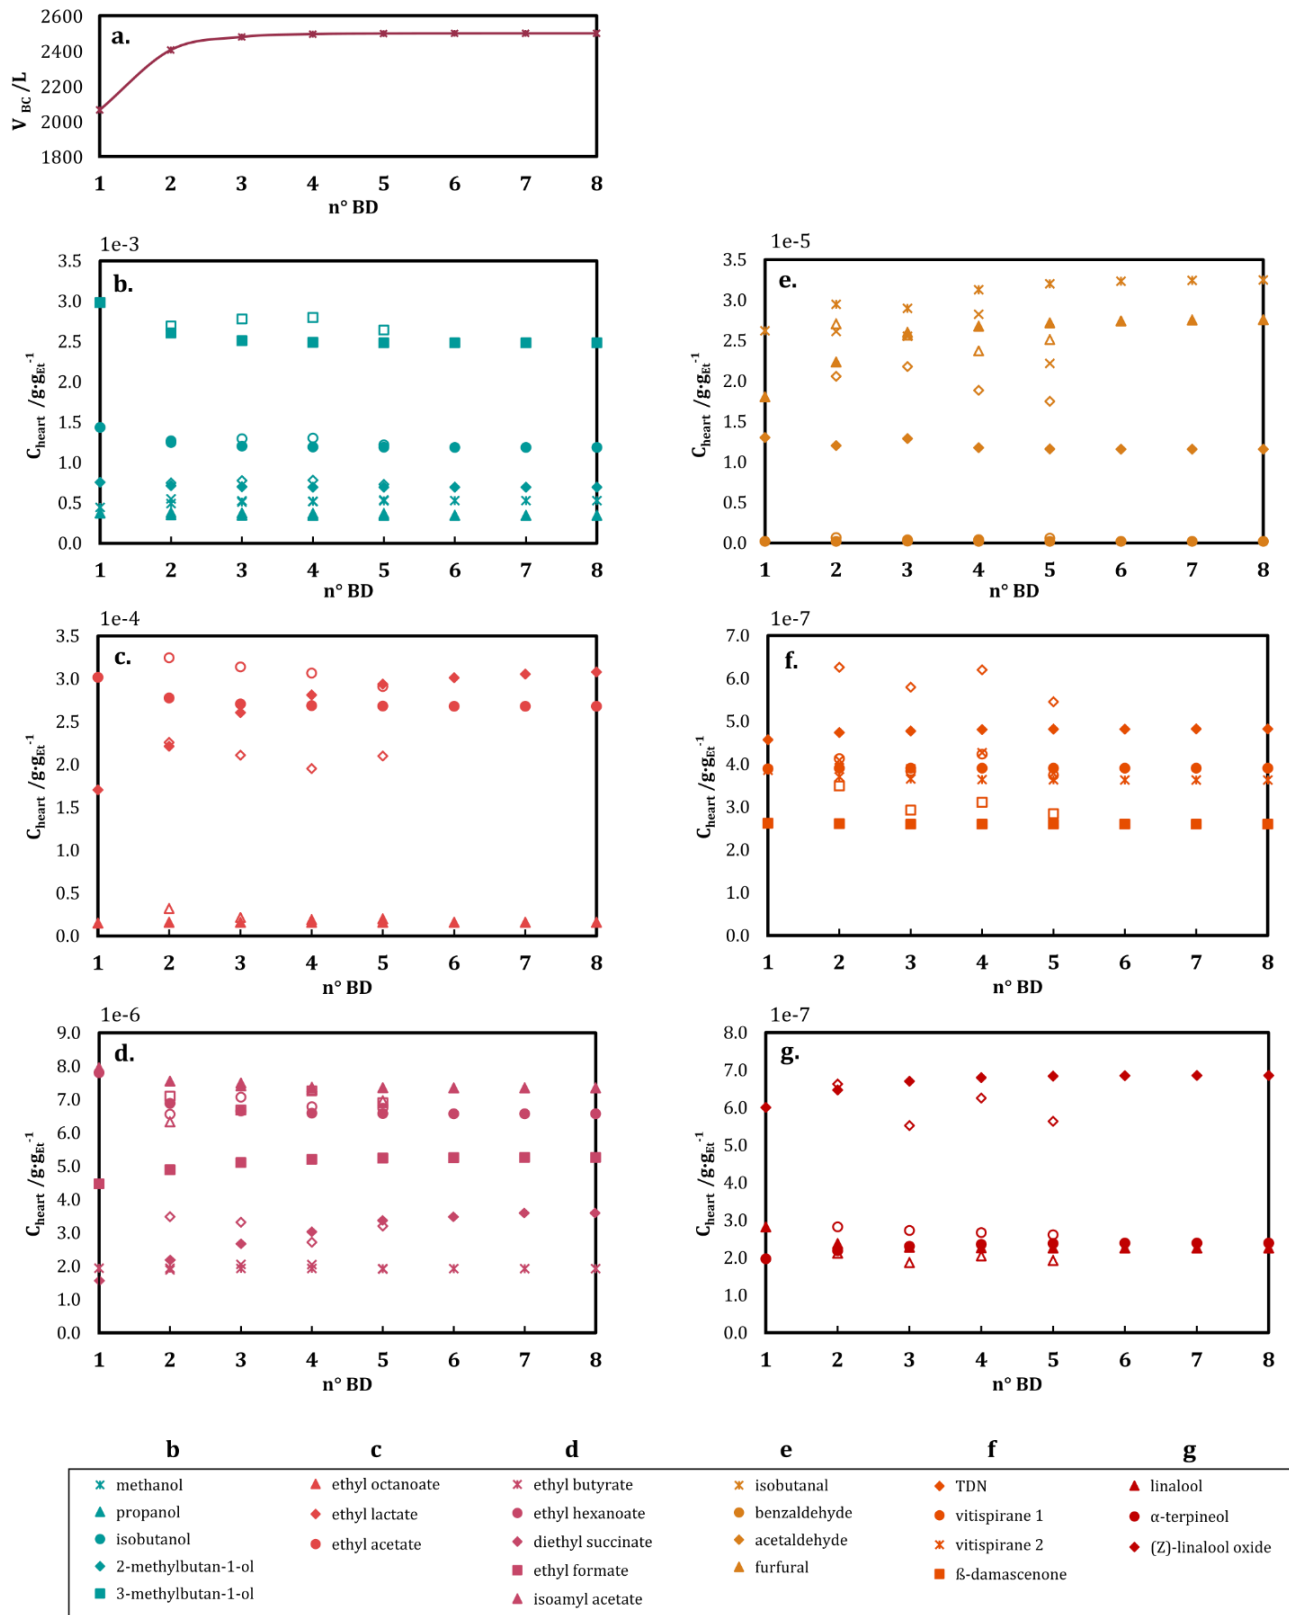 a.
2600
2400
2200
2000
1800
V BC /L
1 2 3 4 5 6 7 8
n° BD
1e-3
b.
3.5
3.0
2.5
2.0
1.5
1.0
0.5
0.0
C heart /g·gEt -1
1 2 3 4 5 6 7 8
n° BD
1e-5
e.
3.5
3.0
2.5
2.0
1.5
1.0
0.5
0.0
C heart /g·gEt -1
1 2 3 4 5 6 7 8
n° BD
1e-4
c.
3.5
3.0
2.5
2.0
1.5
1.0
0.5
0.0
C heart /g·gEt -1
1 2 3 4 5 6 7 8
n° BD
1e-7
f.
7.0
6.0
5.0
4.0
3.0
2.0
1.0
0.0
C heart /g·gEt -1
1 2 3 4 5 6 7 8
n° BD
1e-6
d.
9.0
8.0
7.0
6.0
5.0
4.0
3.0
2.0
1.0
0.0
C heart /g·gEt -1
1 2 3 4 5 6 7 8
n° BD
1e-7
g.
8.0
7.0
6.0
5.0
4.0
3.0
2.0
1.0
0.0
C heart /g·gEt -1
1 2 3 4 5 6 7 8
n° BD
b
methanol
propanol
isobutanol
2-methylbutan-1-ol
3-methylbutan-1-ol
c
ethyl octanoate
ethyl lactate
ethyl acetate
d
ethyl butyrate
ethyl hexanoate
diethyl succinate
ethyl formate
isoamyl acetate
e
isobutanal
benzaldehyde
acetaldehyde
furfural
f
TDN
vitispirane 1
vitispirane 2
ß-damascenone
g
linalool
α-terpineol
(Z)-linalool oxide